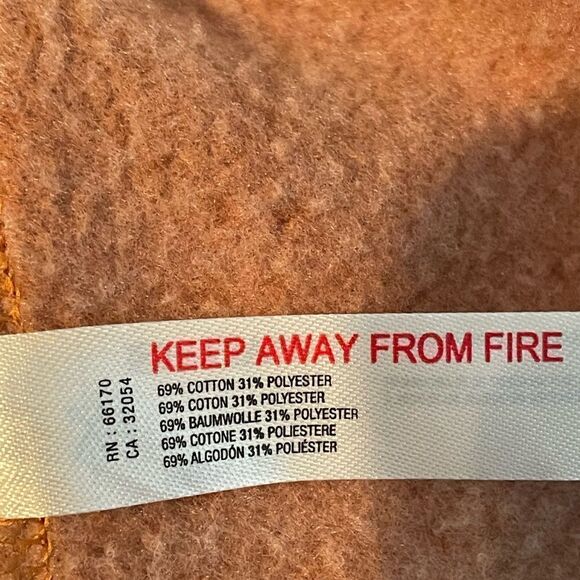 KEEP AWAY FROM FIRE
69% COTTON 31% POLYESTER
69% COTON 31% POLYESTER
69% BAUMWOLLE 31% POLYESTER
69% COTONE 31% POLIESTERE
69% ALGODÓN 31% POLIÉSTER
RN : 66170
CA : 32054